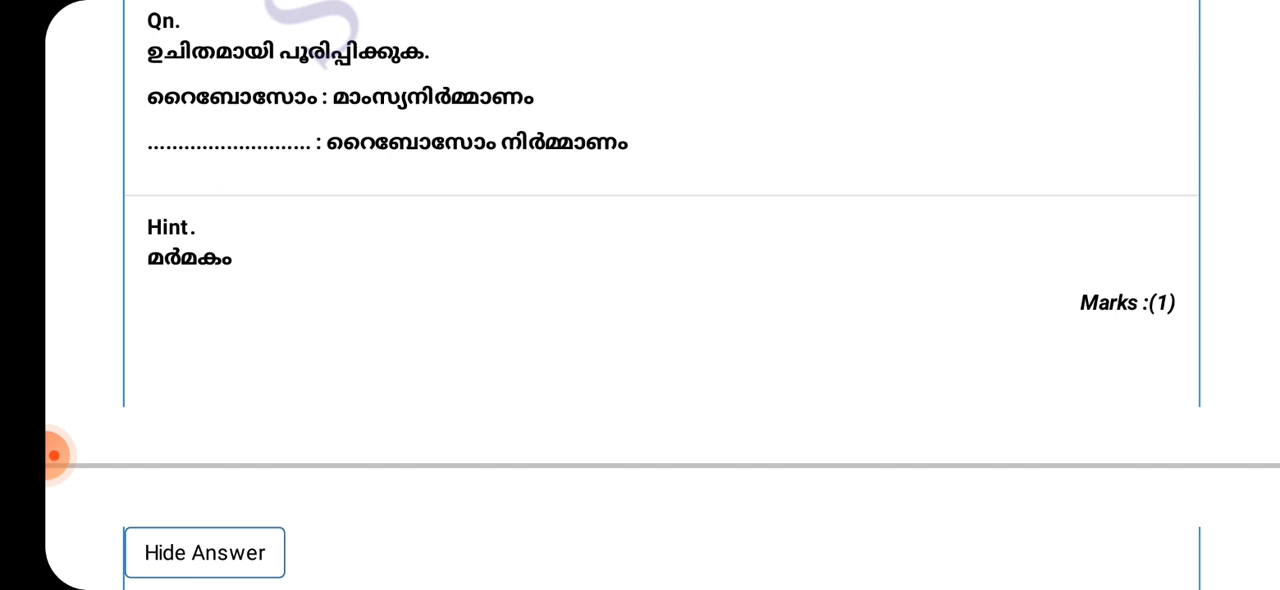 Qn.
ഉചിതമായി പൂരിപ്പിക്കുക.
റൈബോസോം : മാംസ്യനിർമ്മാണം
........................... : റൈബോസോം നിർമ്മാണം
Hint.
മർമകം
Marks :(1)
Hide Answer